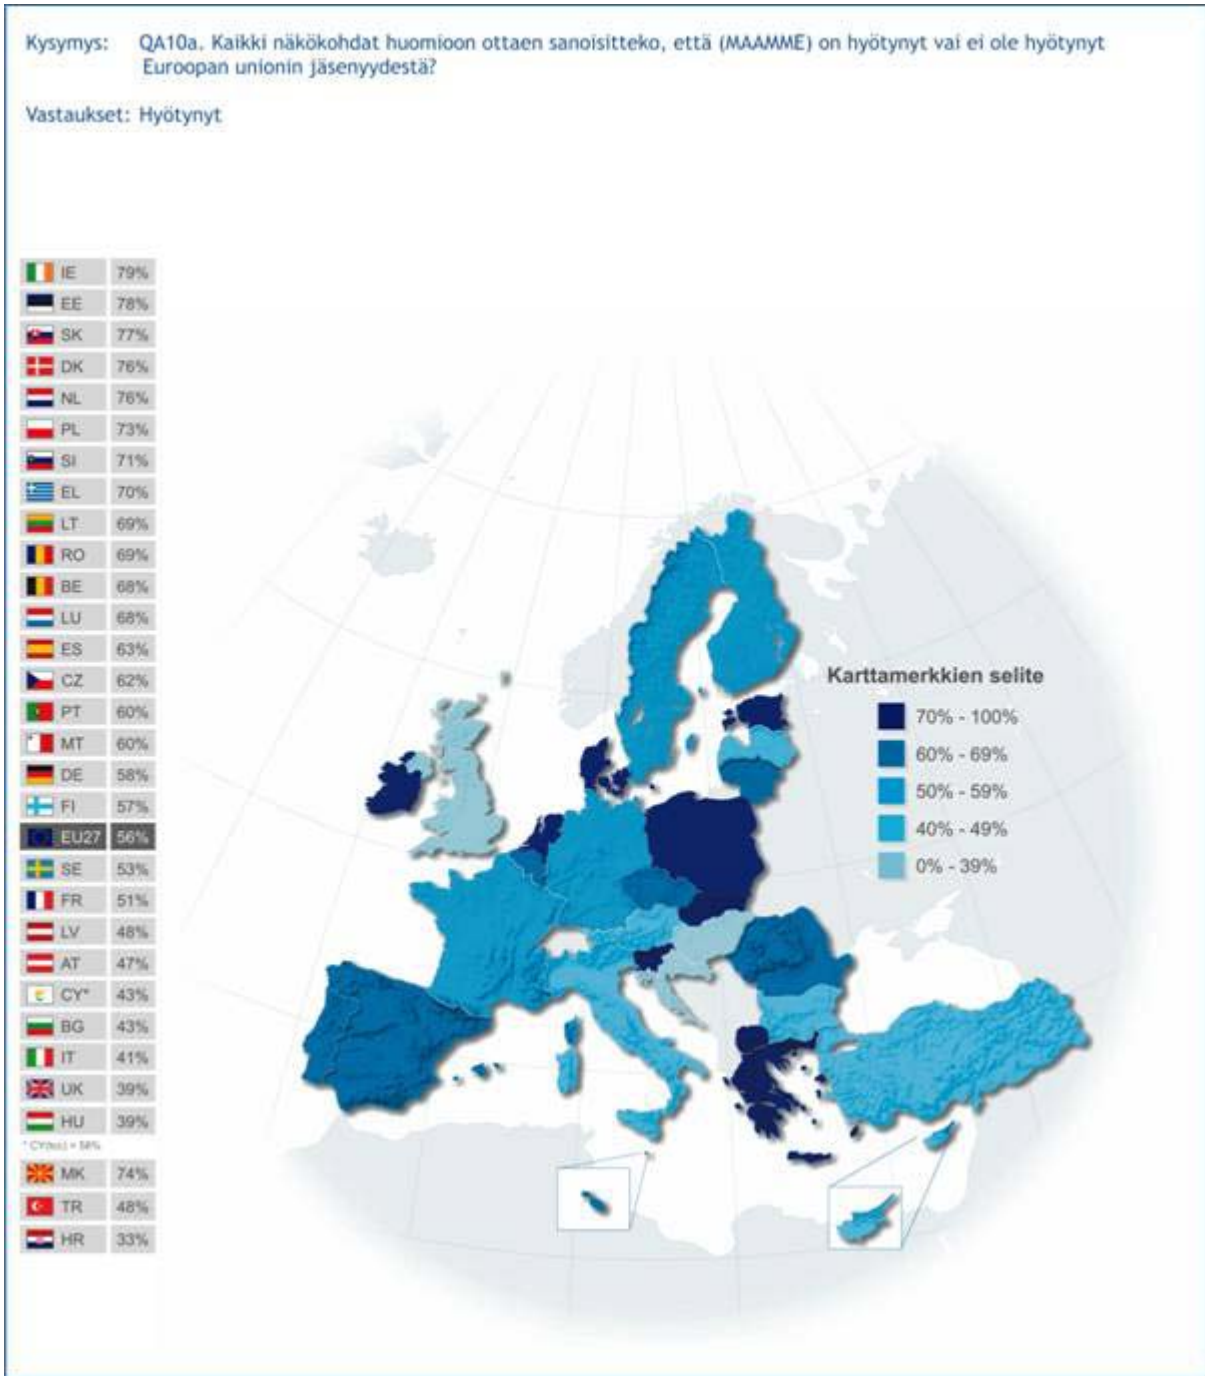 Kysymys: QA10a. Kaikki näkökohdat huomioon ottaen sanoisitteko, että (MAAMME) on hyötynyt vai ei ole hyötynyt
Euroopan unionin jäsenyydestä?
Vastaukset: Hyötynyt
IE 79%
EE 78%
SK 77%
DK 76%
NL 76%
PL 73%
SI 71%
EL 70%
LT 69%
RO 69%
BE 68%
LU 68%
ES 63%
CZ 62%
PT 60%
MT 60%
DE 58%
FI 57%
EU27 56%
SE 53%
FR 51%
LV 48%
AT 47%
CY* 43%
BG 43%
IT 41%
UK 39%
HU 39%
MK 74%
TR 48%
HR 33%
Karttamerkkien selite
70% - 100%
60% - 69%
50% - 59%
40% - 49%
0% - 39%